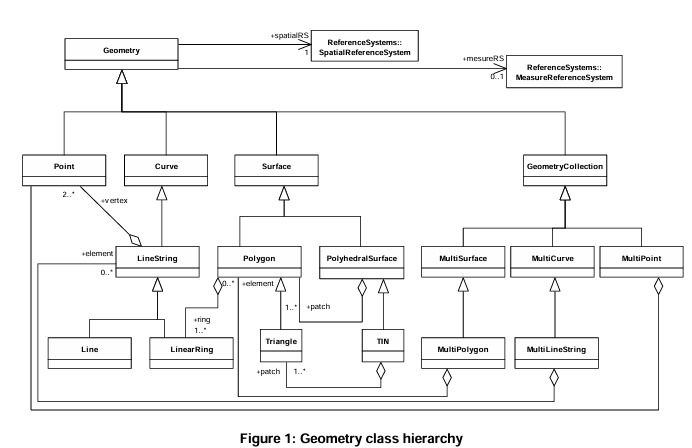 +spatialRS
ReferenceSystems::
SpatialReferenceSystem
1
Geometry
+mesureRS
ReferenceSystems::
MeasureReferenceSystem
0..1
Point
Curve
Surface
GeometryCollection
2..*
+vertex
+element
0..*
LineString
Polygon
PolyhedralSurface
MultiSurface
MultiCurve
MultiPoint
0..*
+element
+ring
1..*
1..*
+patch
Line
LinearRing
Triangle
TIN
MultiPolygon
MultiLineString
+patch
1..*
Figure 1: Geometry class hierarchy